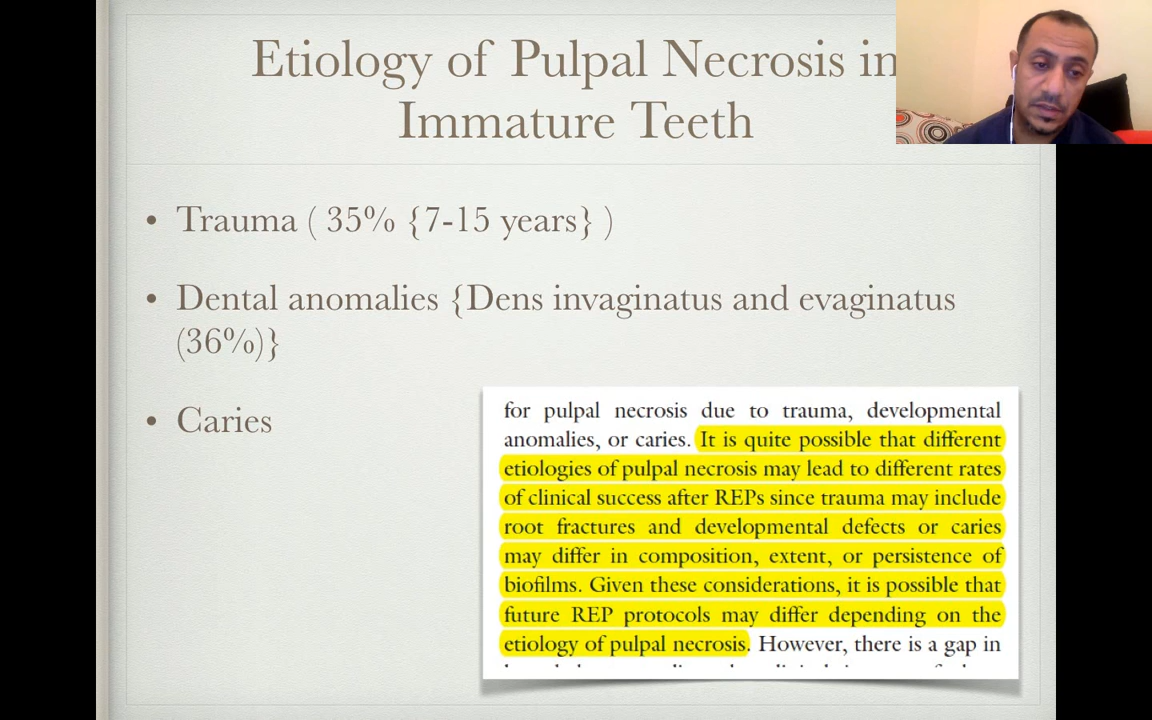 Etiology of Pulpal Necrosis in
Immature Teeth
• Trauma ( 35% {7-15 years} )
• Dental anomalies {Dens invaginatus and evaginatus
(36%)}
• Caries
for pulpal necrosis due to trauma, developmental
anomalies, or caries. It is quite possible that different
etiologies of pulpal necrosis may lead to different rates
of clinical success after REPs since trauma may include
root fractures and developmental defects or caries
may differ in composition, extent, or persistence of
biofilms. Given these considerations, it is possible that
future REP protocols may differ depending on the
etiology of pulpal necrosis. However, there is a gap in